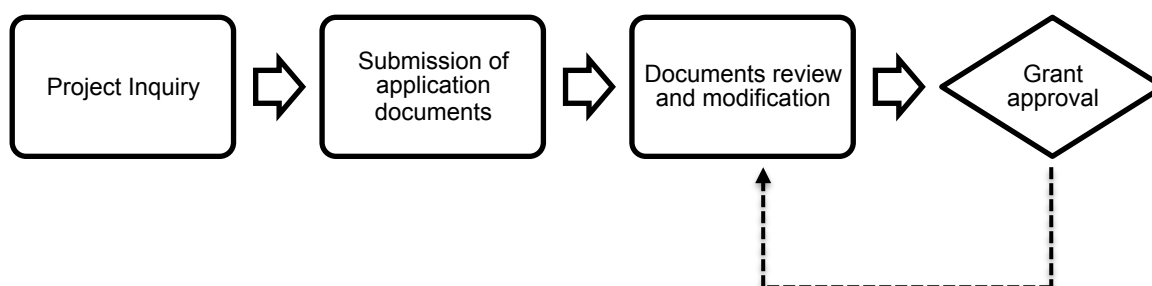 Project Inquiry
Submission of
application
documents
Documents review
and modification
Grant
approval